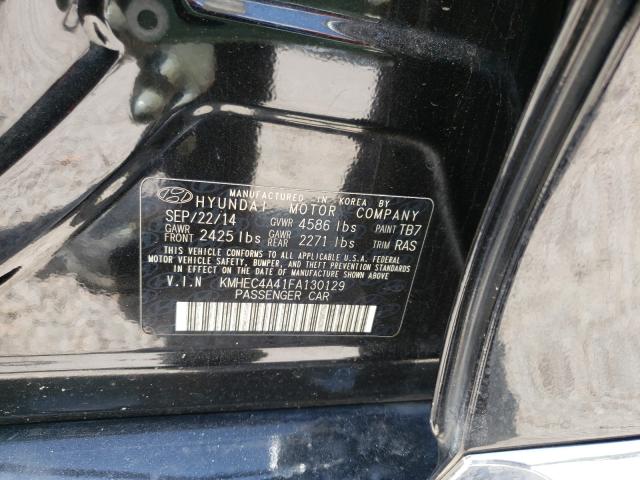 MANUFACTURED IN KOREA BY
HYUNDAI MOTOR COMPANY
SEP/22/14 GVWR 4586 lbs PAINT TB7
GAWR FRONT 2425 lbs GAWR REAR 2271 lbs TRIM RAS
THIS VEHICLE CONFORMS TO ALL APPLICABLE U.S.A. FEDERAL
MOTOR VEHICLE SAFETY, BUMPER, AND THEFT PREVENTION STANDARDS
IN EFFECT ON THE DATE OF MANUFACTURE SHOWN ABOVE
V.I.N KMHEC4A41FA130129
PASSENGER CAR